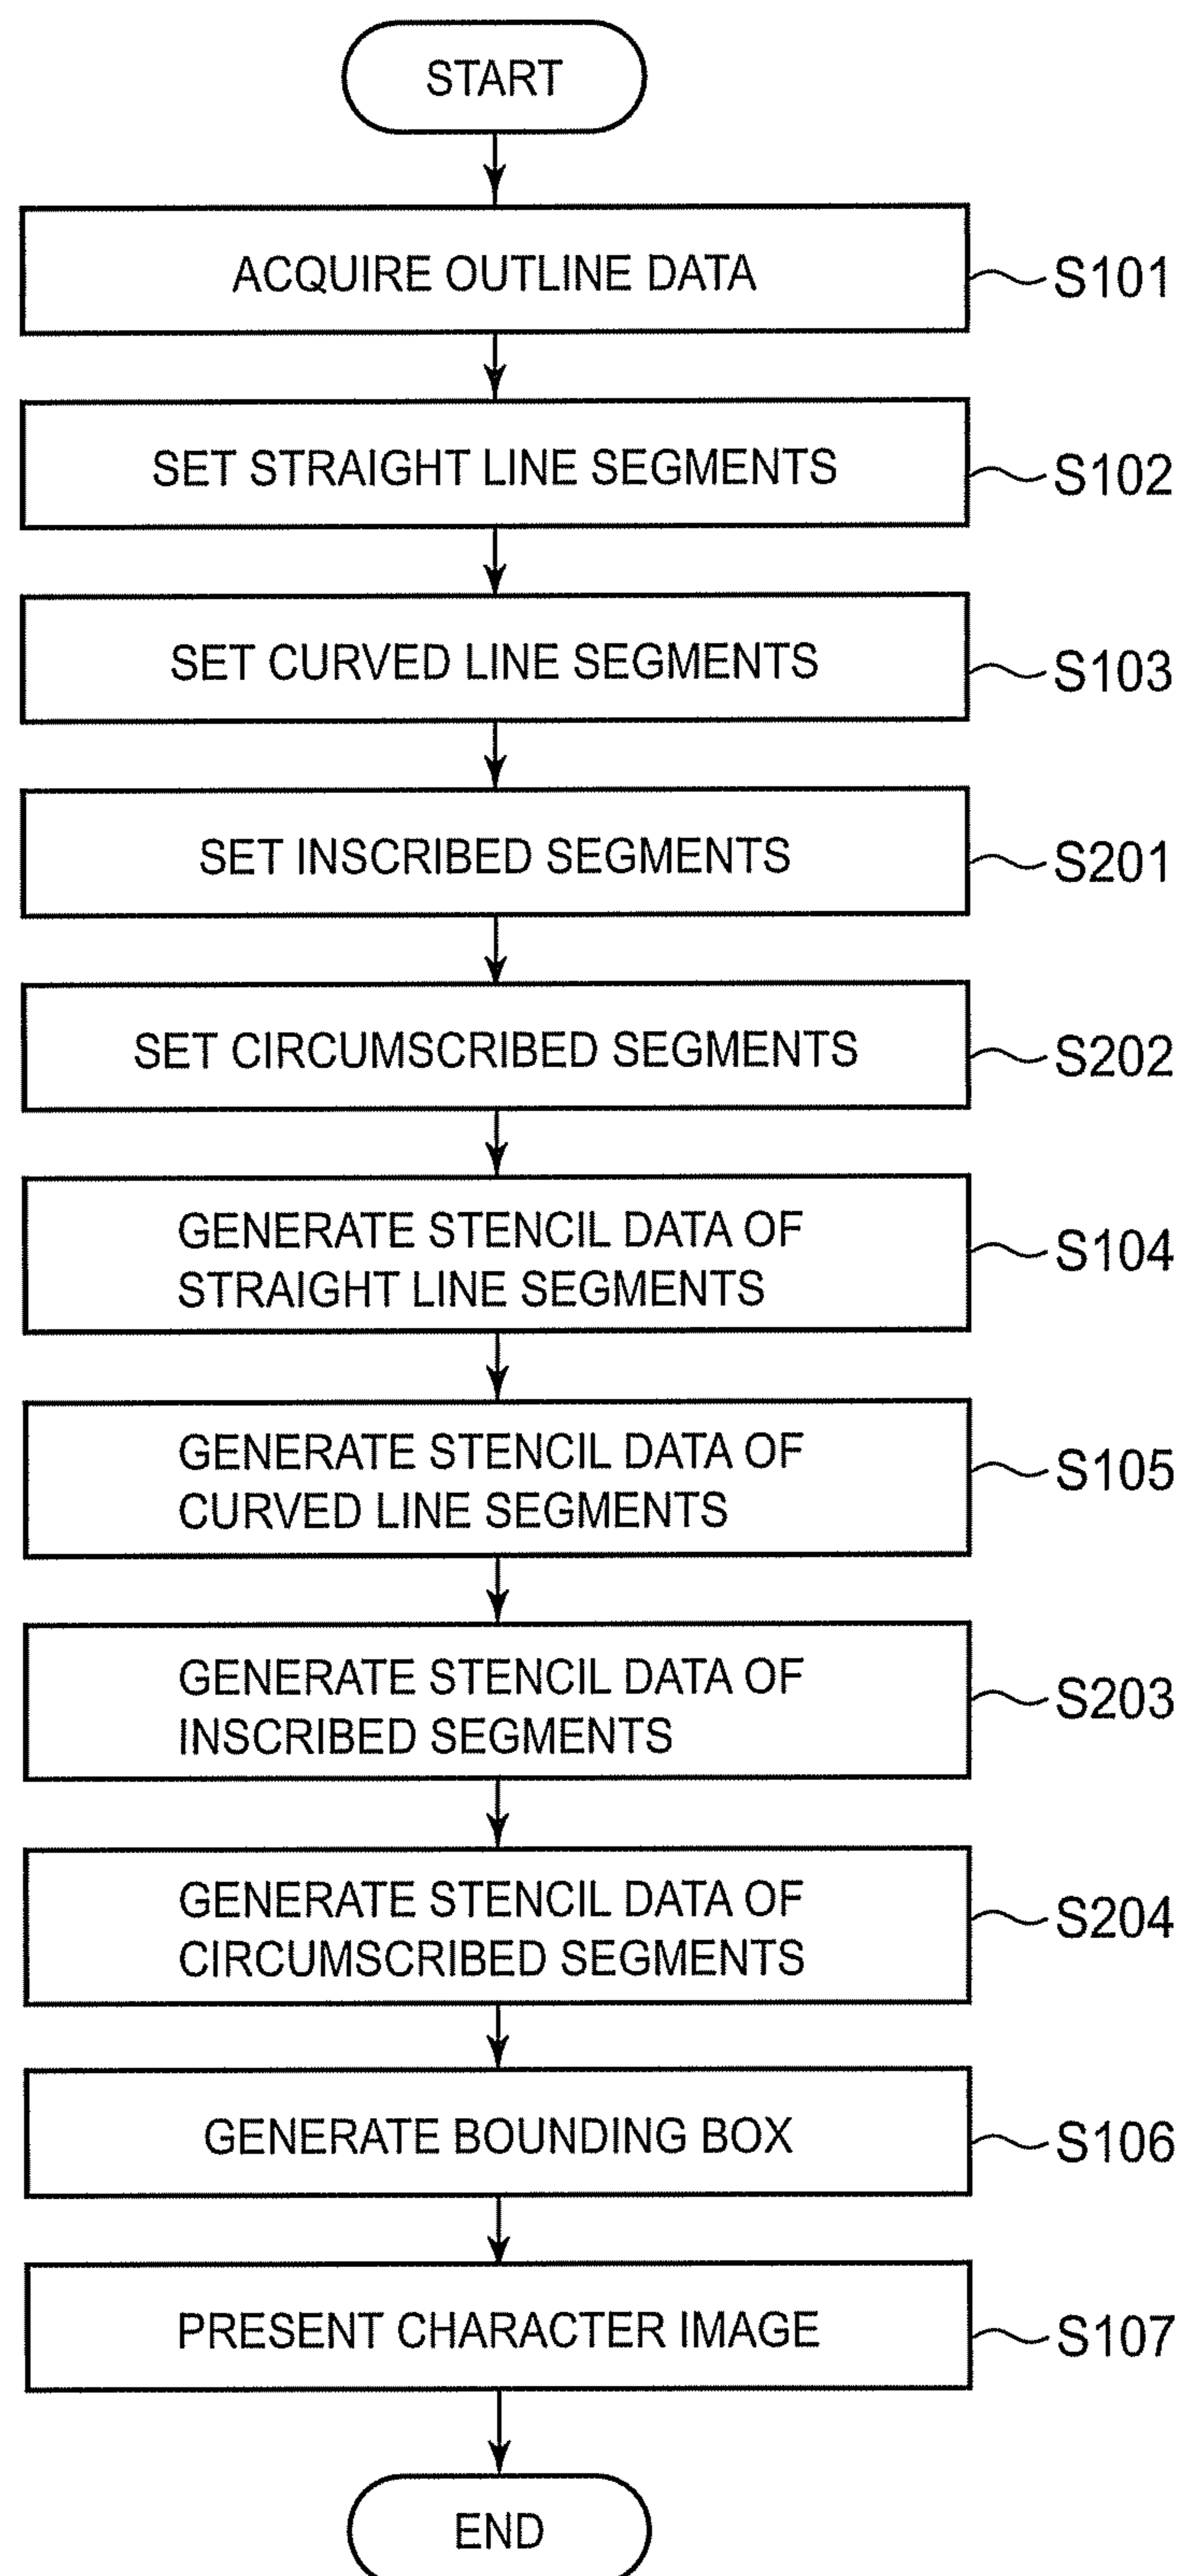 START
ACQUIRE OUTLINE DATA
S101
SET STRAIGHT LINE SEGMENTS
S102
SET CURVED LINE SEGMENTS
S103
SET INSCRIBED SEGMENTS
S201
SET CIRCUMSCRIBED SEGMENTS
S202
GENERATE STENCIL DATA OF
STRAIGHT LINE SEGMENTS
S104
GENERATE STENCIL DATA OF
CURVED LINE SEGMENTS
S105
GENERATE STENCIL DATA OF
INSCRIBED SEGMENTS
S203
GENERATE STENCIL DATA OF
CIRCUMSCRIBED SEGMENTS
S204
GENERATE BOUNDING BOX
S106
PRESENT CHARACTER IMAGE
S107
END